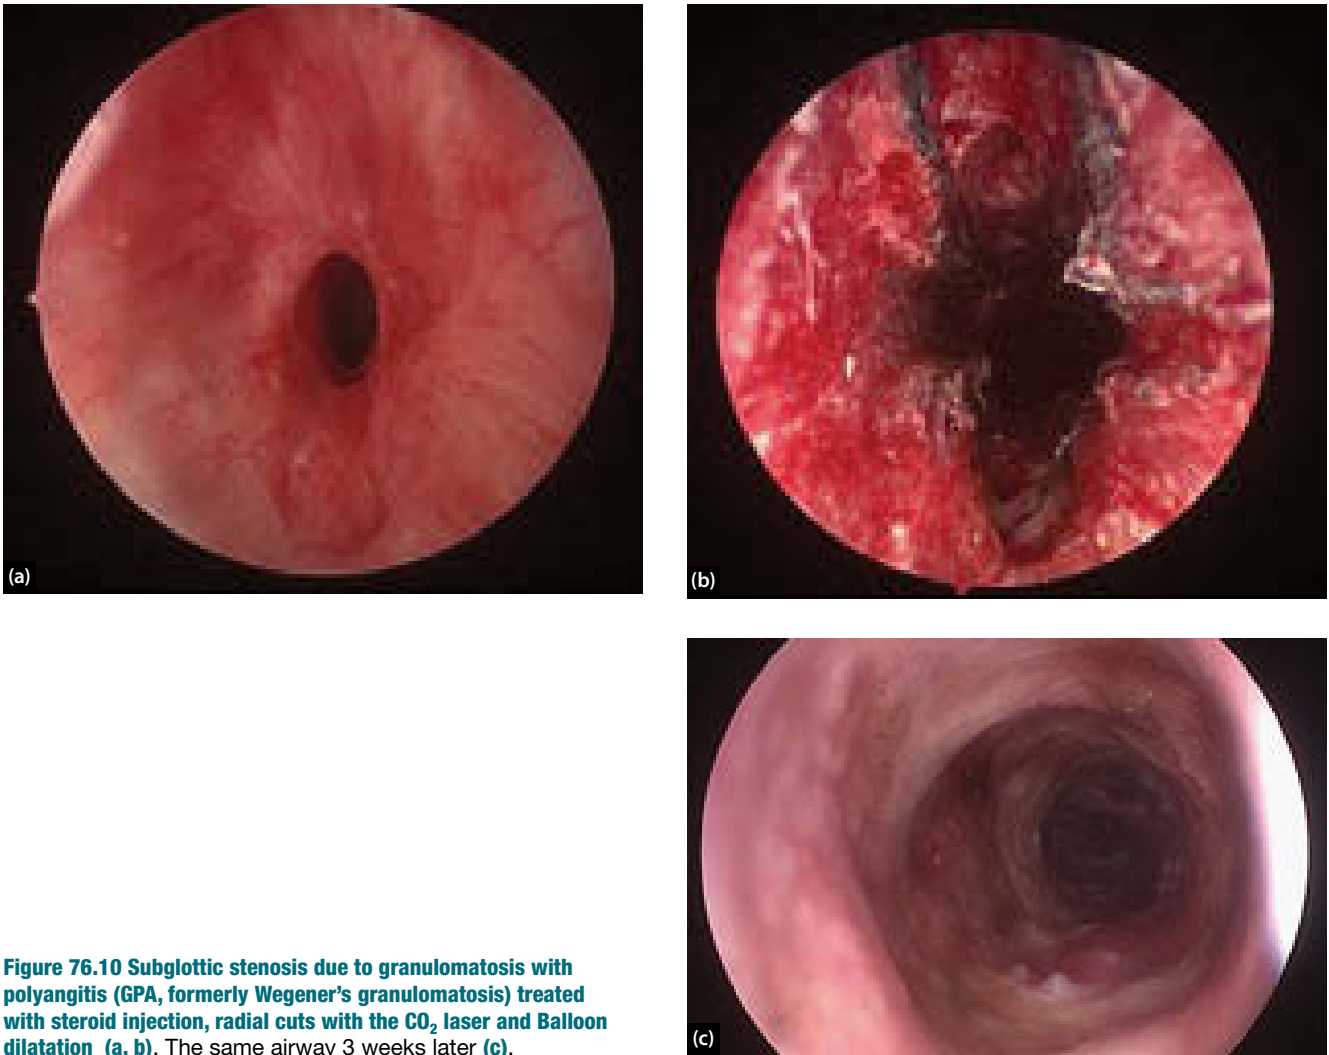 (a)
(b)
(c)
Figure 76.10 Subglottic stenosis due to granulomatosis with
polyangitis (GPA, formerly Wegener's granulomatosis) treated
with steroid injection, radial cuts with the CO₂ laser and Balloon
dilatation (a, b). The same airway 3 weeks later (c).